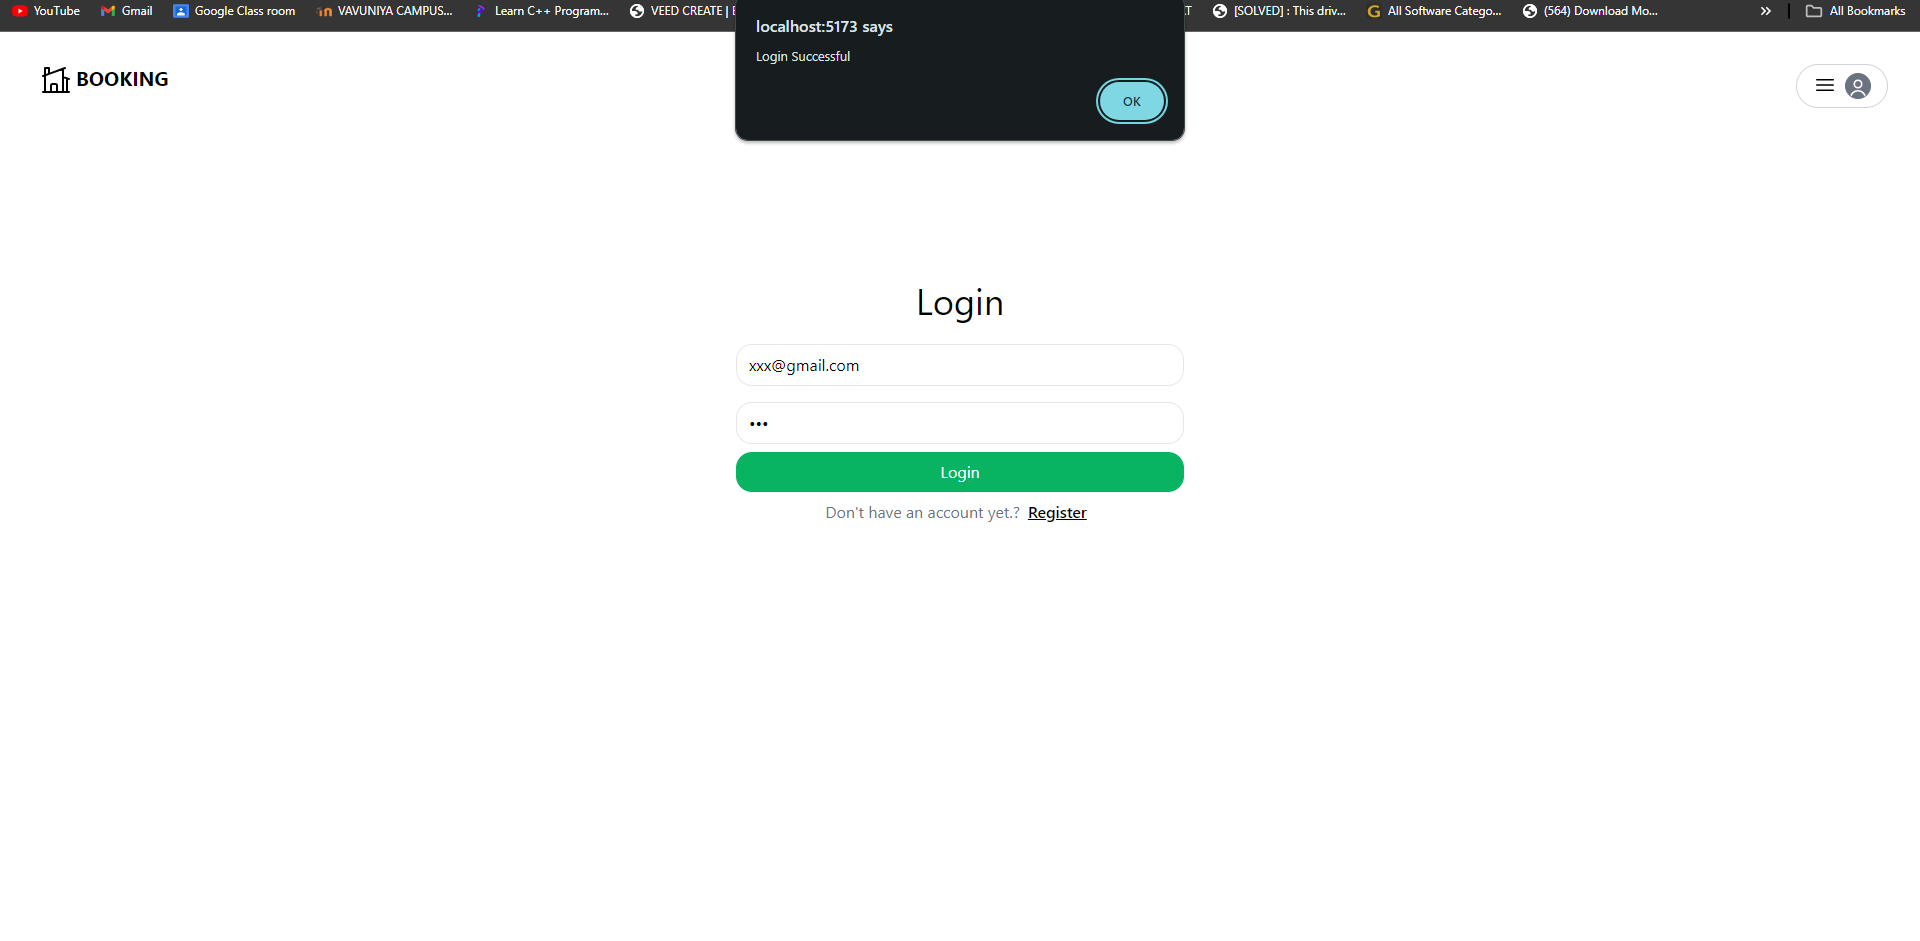 YouTube Gmail Google Class room VAVUNIYA CAMPUS... Learn C++ Program... VEED CREATE | [SOLVED] : This driv... All Software Catego... (564) Download Mo... » All Bookmarks
localhost:5173 says
Login Successful
OK
BOOKING
Login
xxx@gmail.com
•••
Login
Don't have an account yet.? Register